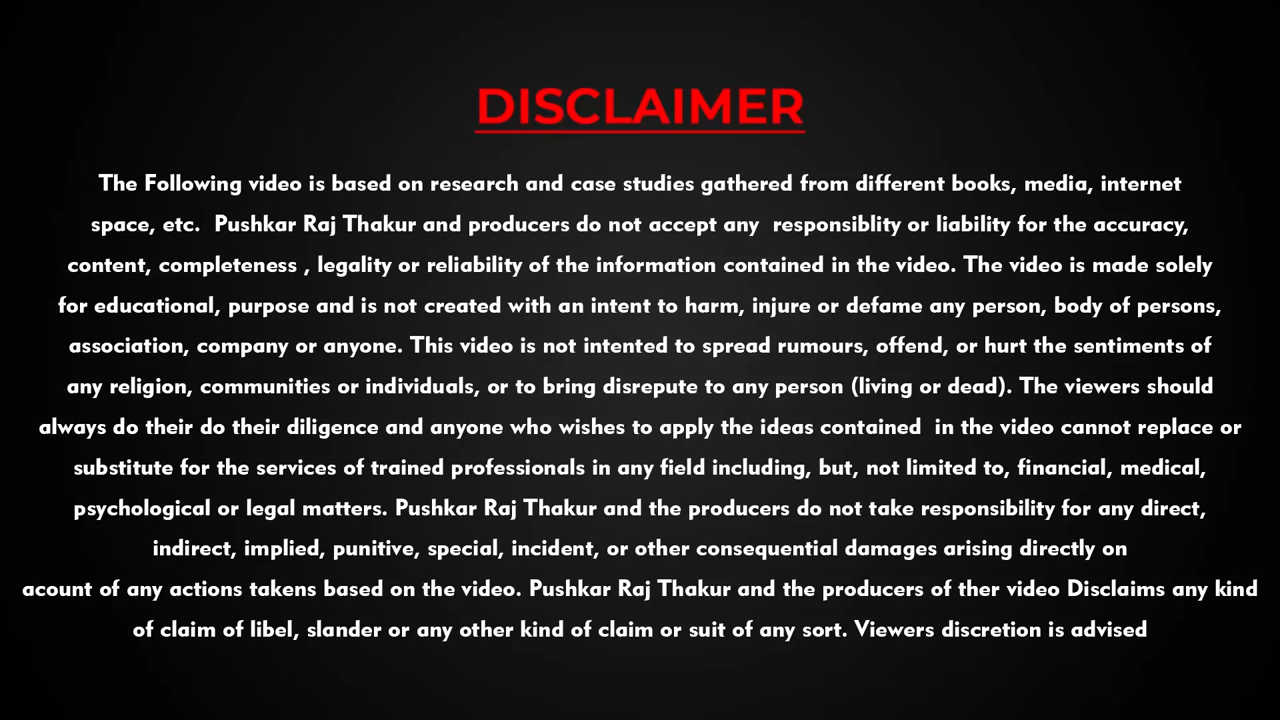 DISCLAIMER
The Following video is based on research and case studies gathered from different books, media, internet
space, etc.  Pushkar Raj Thakur and producers do not accept any  responsiblity or liability for the accuracy,
content, completeness , legality or reliability of the information contained in the video. The video is made solely
for educational, purpose and is not created with an intent to harm, injure or defame any person, body of persons,
association, company or anyone. This video is not intented to spread rumours, offend, or hurt the sentiments of
any religion, communities or individuals, or to bring disrepute to any person (living or dead). The viewers should
always do their do their diligence and anyone who wishes to apply the ideas contained  in the video cannot replace or
substitute for the services of trained professionals in any field including, but, not limited to, financial, medical,
psychological or legal matters. Pushkar Raj Thakur and the producers do not take responsibility for any direct,
indirect, implied, punitive, special, incident, or other consequential damages arising directly on
acount of any actions takens based on the video. Pushkar Raj Thakur and the producers of ther video Disclaims any kind
of claim of libel, slander or any other kind of claim or suit of any sort. Viewers discretion is advised